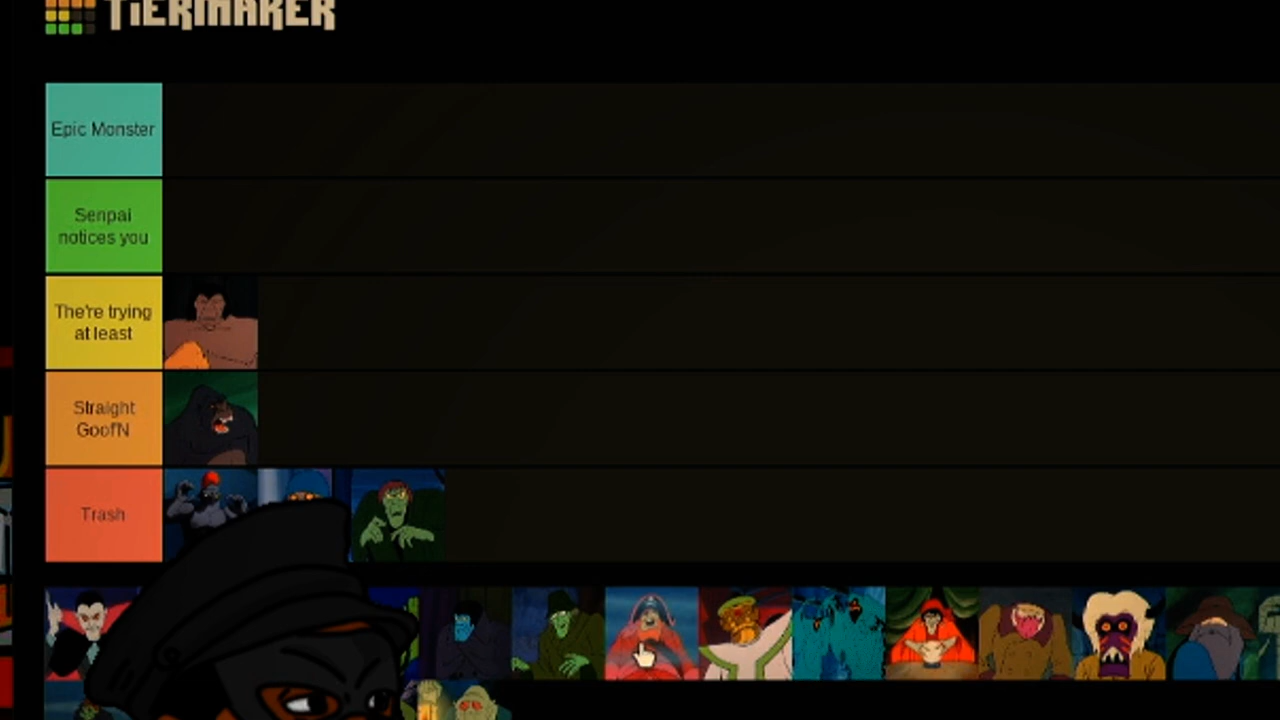 TiERMAKER
Epic Monster
Senpai
notices you
The're trying
at least
Straight
Goof'N
Trash